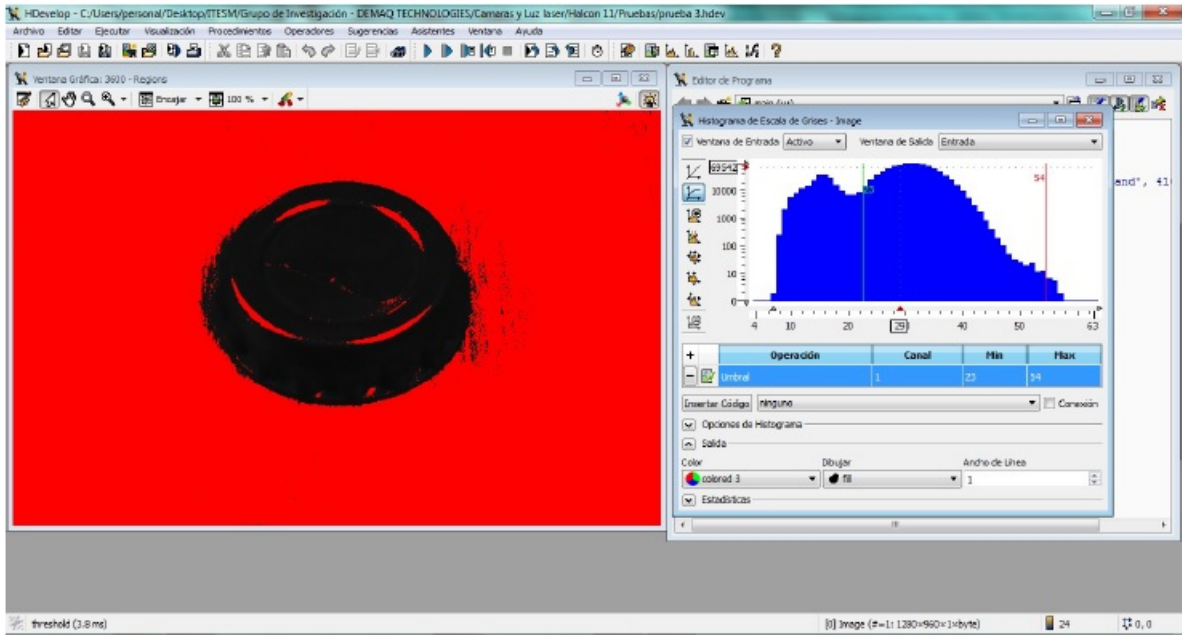 HDevelop - C:/Users/personal/Desktop/ITESM/Grupo de Investigación - DEMAQ TECHNOLOGIES/Camaras y Luz laser/Halcon 11/Pruebas/prueba 3.hdev
Archivo Editar Ejecutar Visualización Procedimientos Operadores Sugerencias Asistentes Ventana Ayuda
Ventana Gráfica: 3600 - Regions
Encajar 100 %
Editor de Programa
Histograma de Escala de Grises - Image
Ventana de Entrada Activo Ventana de Salida Entrada
69542
10000
1000
100
10
0
54
and", 41
4 10 20 29 40 50 63
Operación Canal Min Max
Umbral 1 23 54
Insertar Código ninguno Conexión
Opciones de Histograma
Salida
Color Dibujar Ancho de Línea
colored 3 fill 1
Estadísticas
threshold (3.8 ms) [0] Image (#=1: 1280×960×1×byte) 24 0, 0